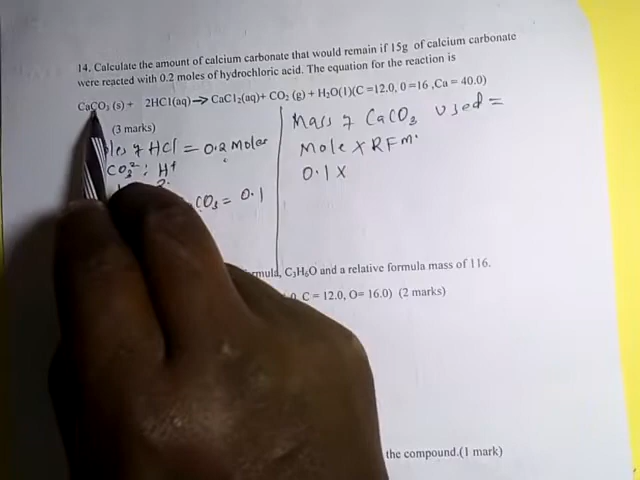 14. Calculate the amount of calcium carbonate that would remain if 15g of calcium carbonate
were reacted with 0.2 moles of hydrochloric acid. The equation for the reaction is
CaCO₃ (s) + 2HCl(aq)→ CaCl₂(aq)+ CO₂ (g) + H₂O(l)(C =12.0, 0 =16 ,Ca = 40.0)
(3 marks)
HCl = 0.2 moles
CO₃²⁻ : H⁺
CO₃ = 0.1
Mass of CaCO₃ used =
Mole X RFM.
0.1 X
C₃H₆O and a relative formula mass of 116.
C = 12.0, O= 16.0) (2 marks)
the compound.(1 mark)